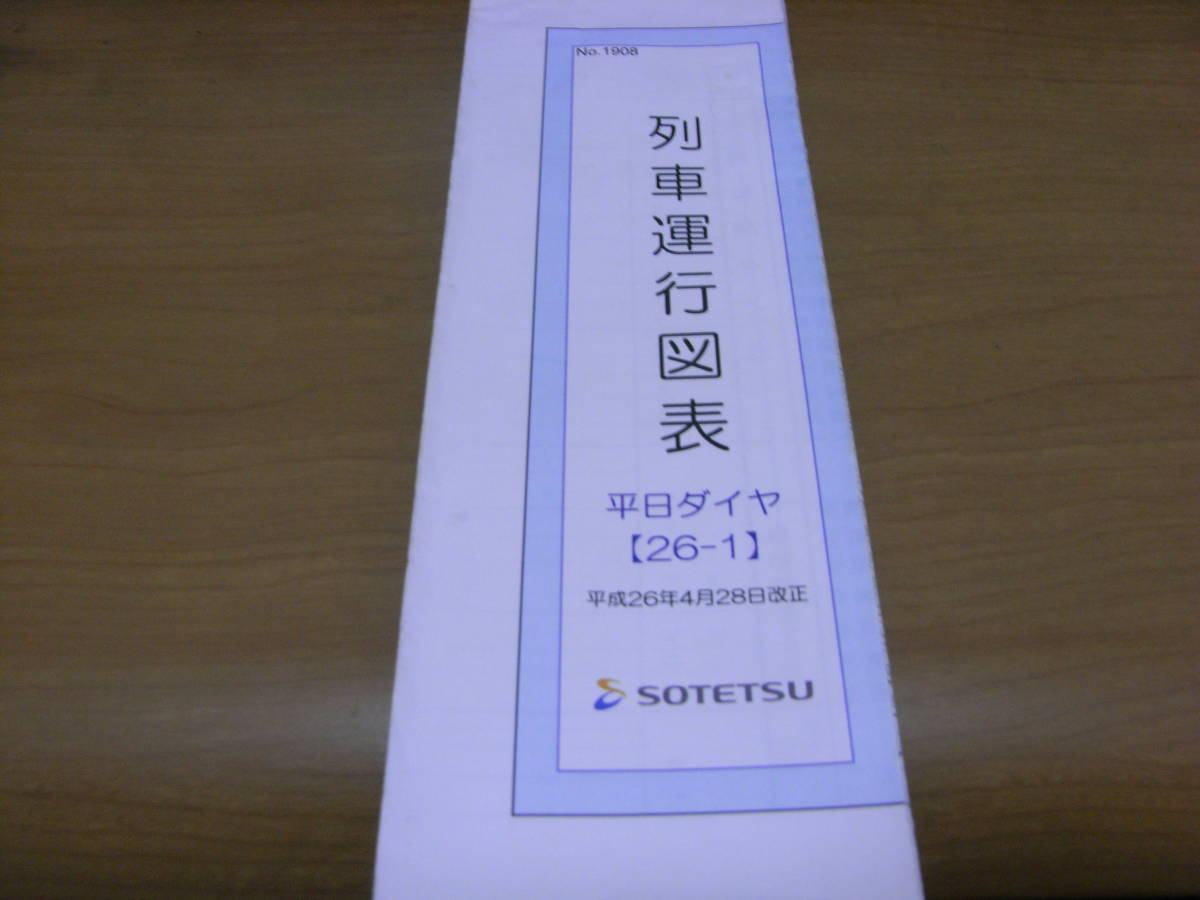 No.1908
列車運行図表
平日ダイヤ
【26-1】
平成26年4月28日改正
SOTETSU